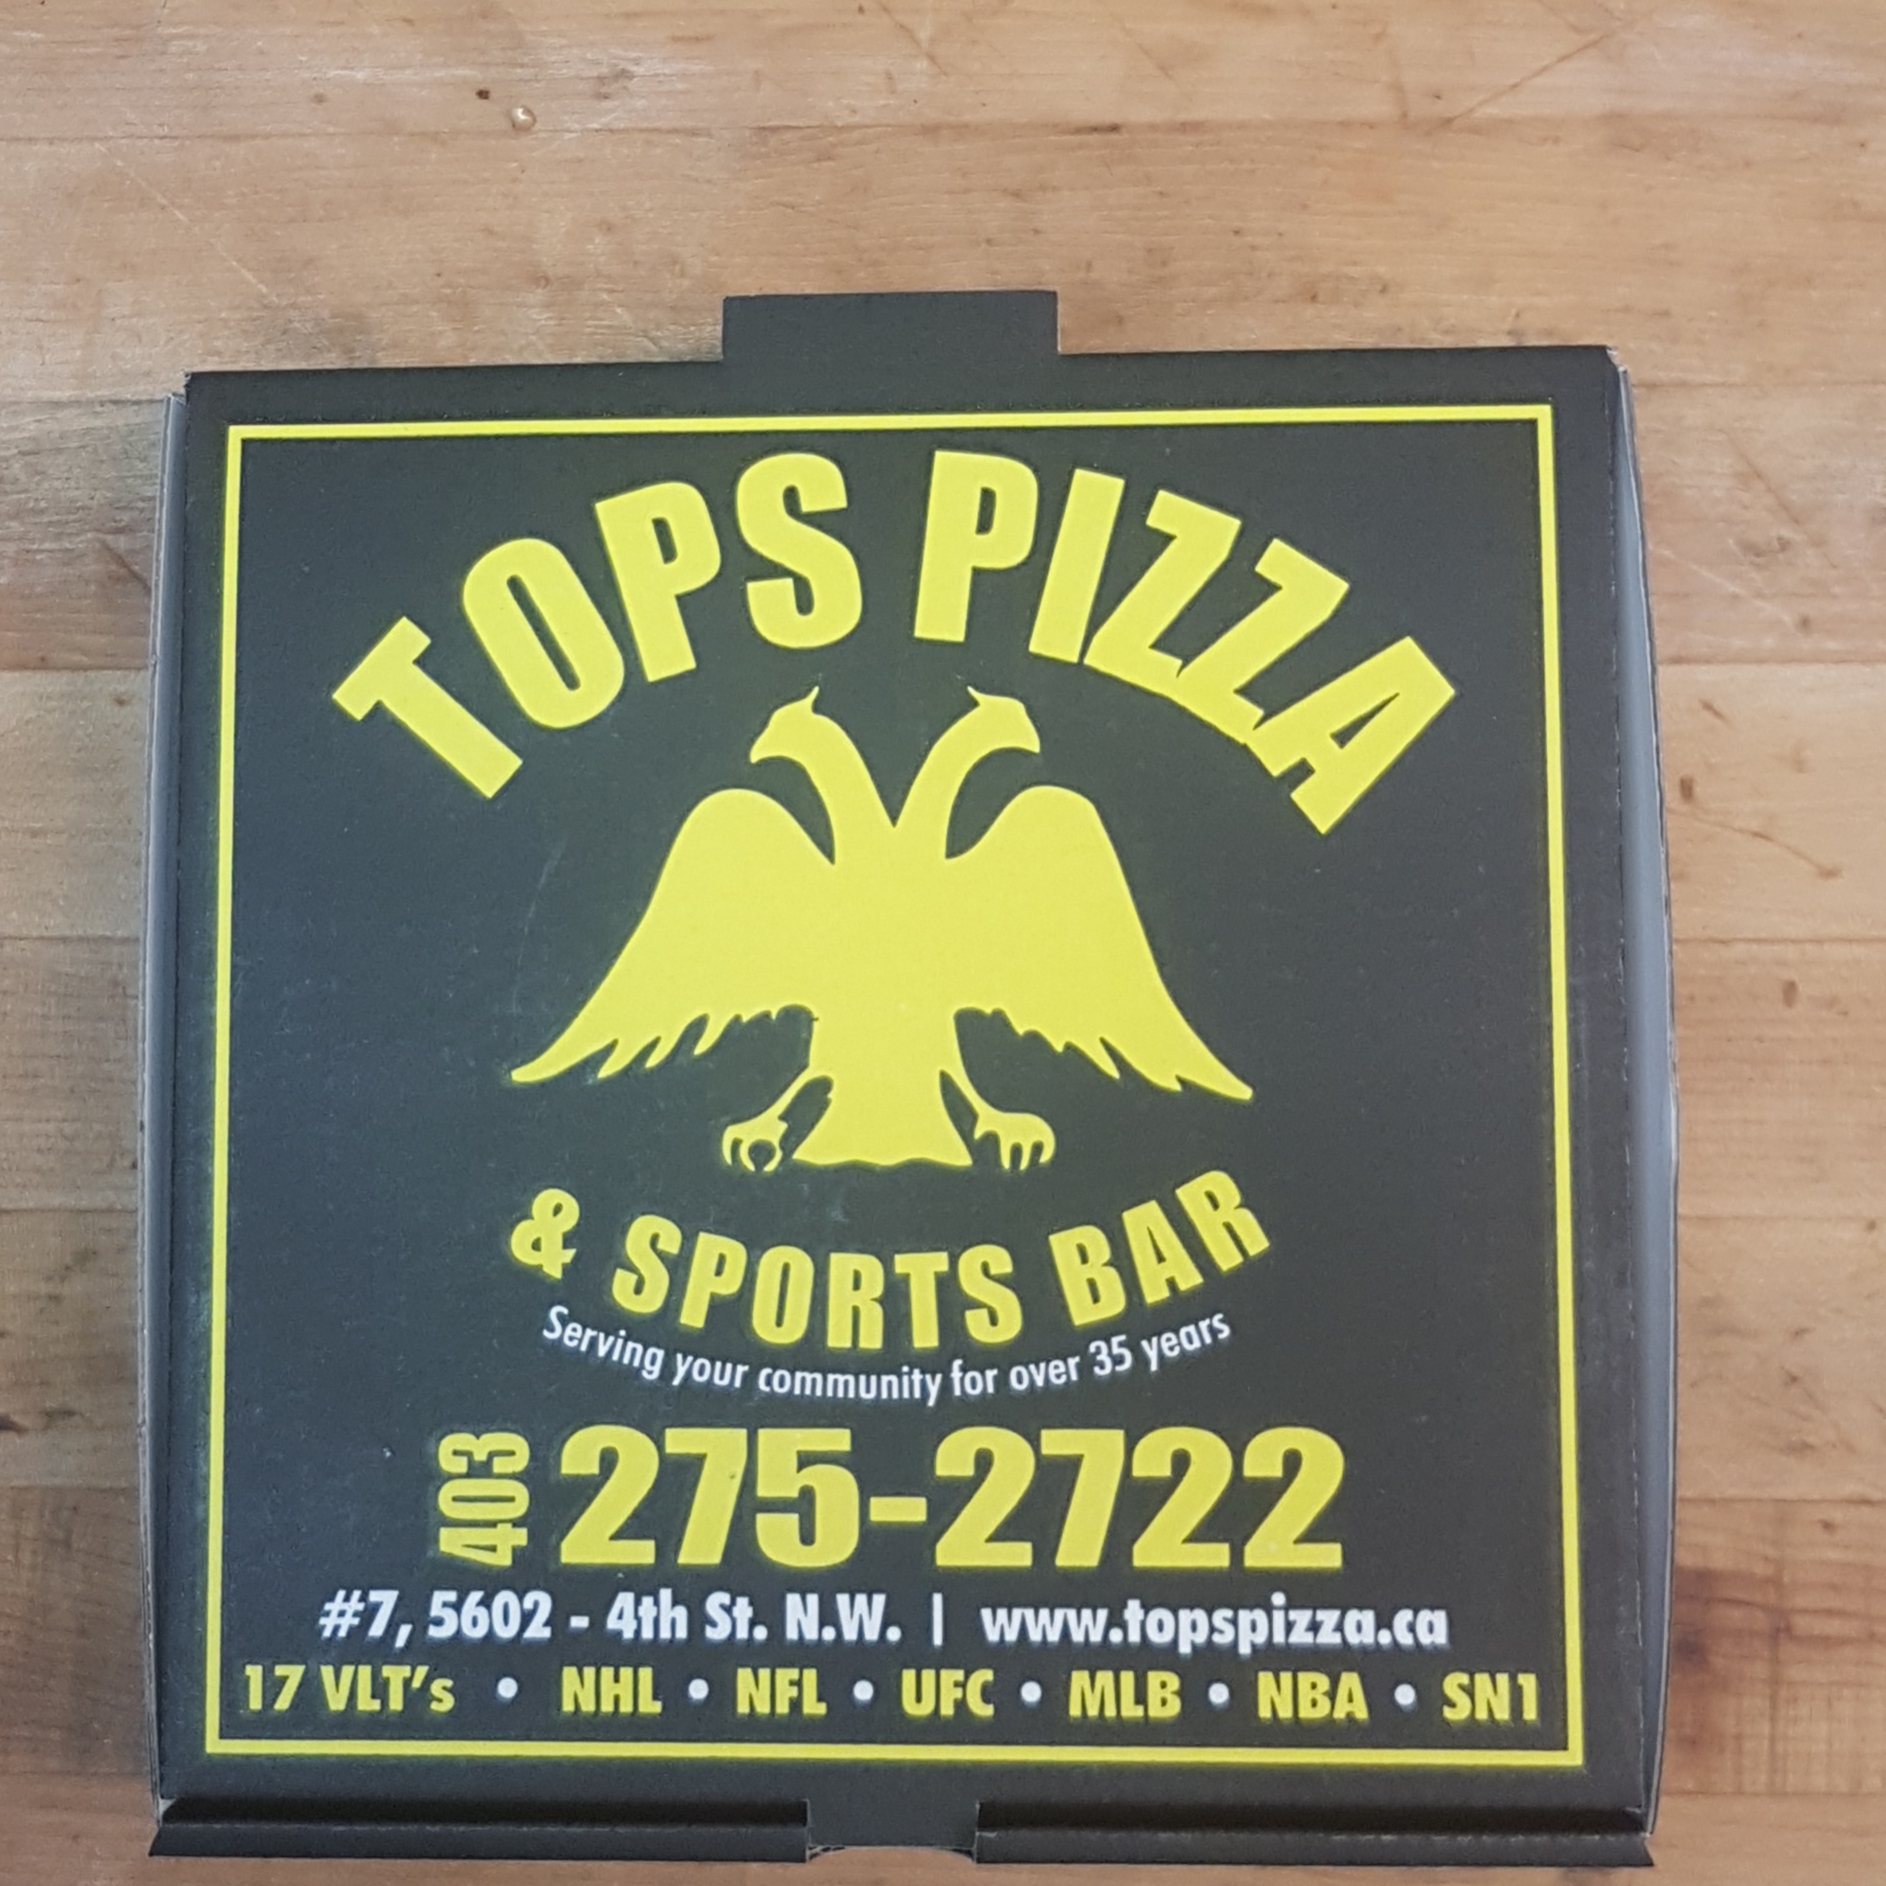 TOPS PIZZA
& SPORTS BAR
Serving your community for over 35 years
403 275-2722
#7, 5602 - 4th St. N.W. | www.topspizza.ca
17 VLT's • NHL • NFL • UFC • MLB • NBA • SN1